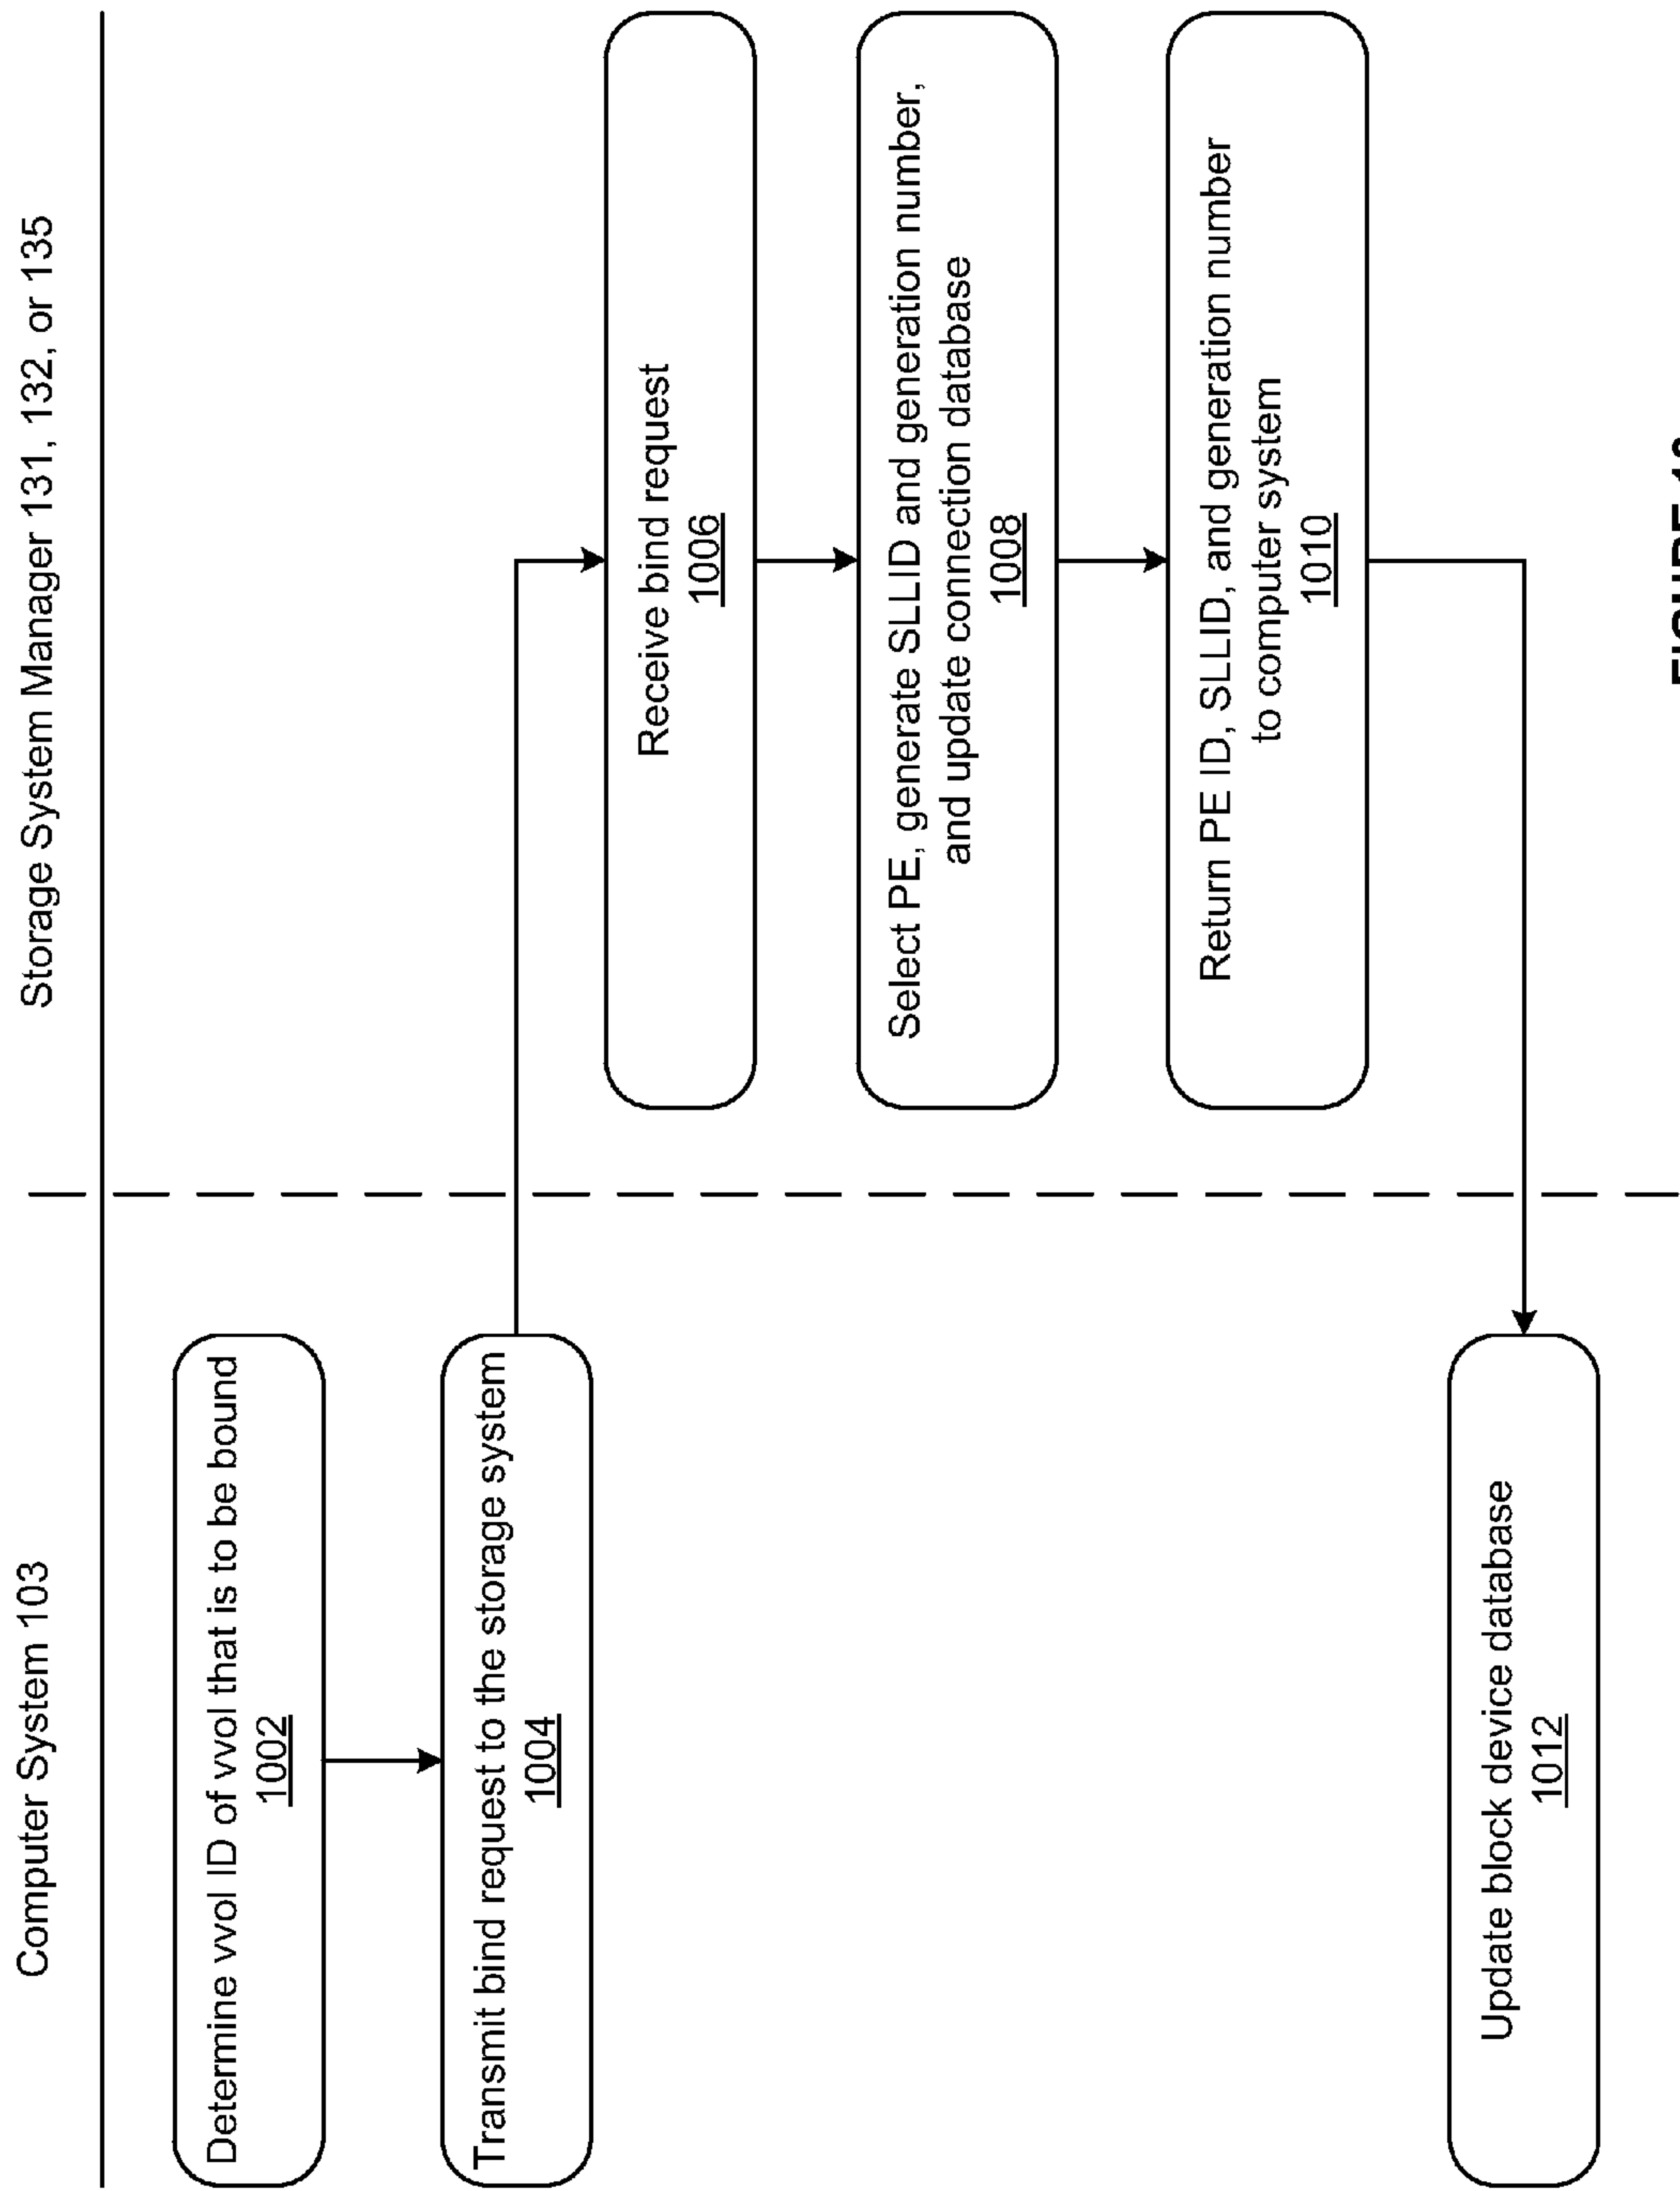 Computer System 103
Storage System Manager 131, 132, or 135
Determine vvol ID of vvol that is to be bound
1002
Transmit bind request to the storage system
1004
Receive bind request
1006
Select PE, generate SLLID and generation number,
and update connection database
1008
Return PE ID, SLLID, and generation number
to computer system
1010
Update block device database
1012